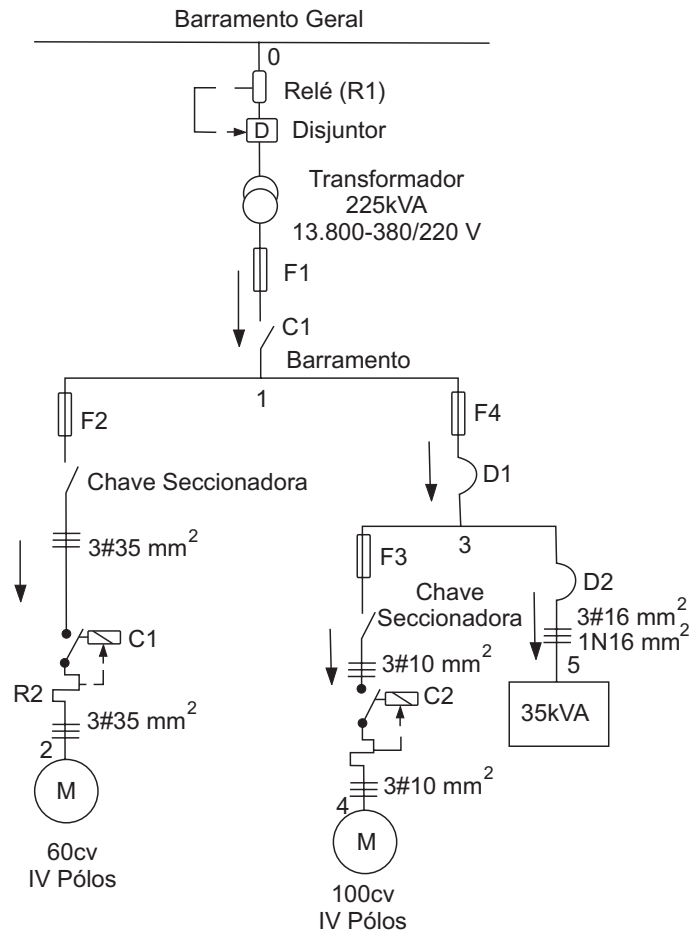 Barramento Geral
0
Relé (R1)
D
Disjuntor
Transformador
225kVA
13.800-380/220 V
F1
C1
Barramento
1
F2
F4
Chave Seccionadora
D1
3#35 mm²
3
F3
D2
Chave
Seccionadora
3#16 mm²
1N16 mm²
C1
3#10 mm²
5
R2
C2
35kVA
3#35 mm²
2
M
3#10 mm²
4
M
60cv
IV Pólos
100cv
IV Pólos